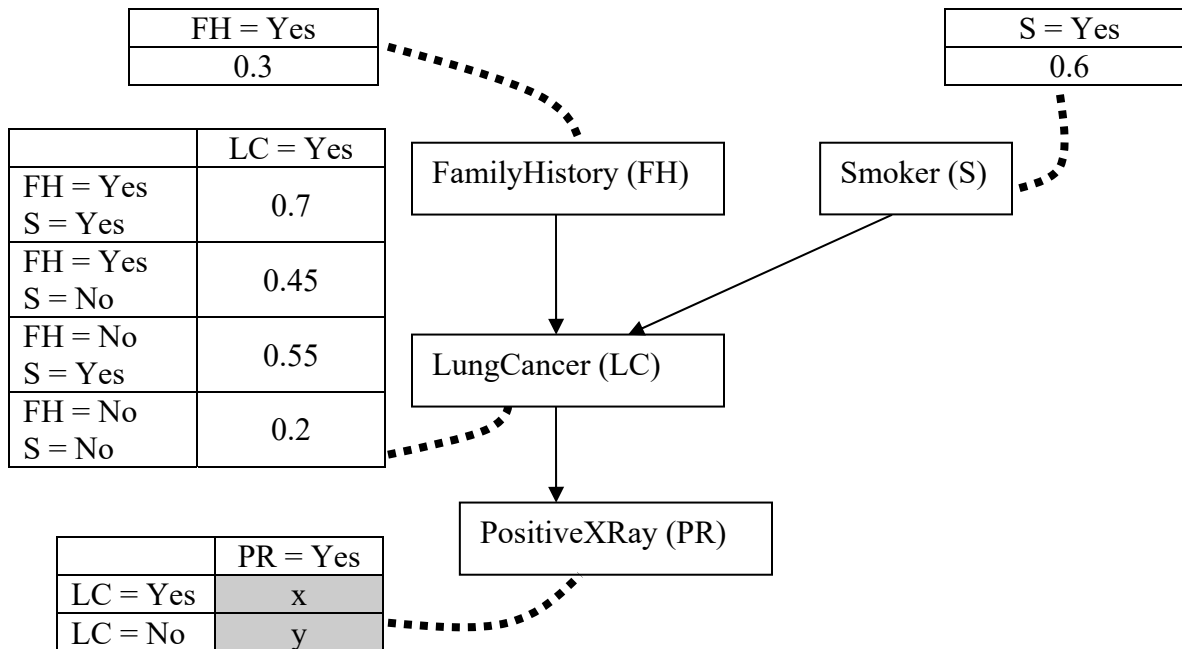 FH = Yes
0.3
S = Yes
0.6
LC = Yes
FH = Yes
S = Yes
0.7
FH = Yes
S = No
0.45
FH = No
S = Yes
0.55
FH = No
S = No
0.2
FamilyHistory (FH)
Smoker (S)
LungCancer (LC)
PositiveXRay (PR)
PR = Yes
LC = Yes x
LC = No y